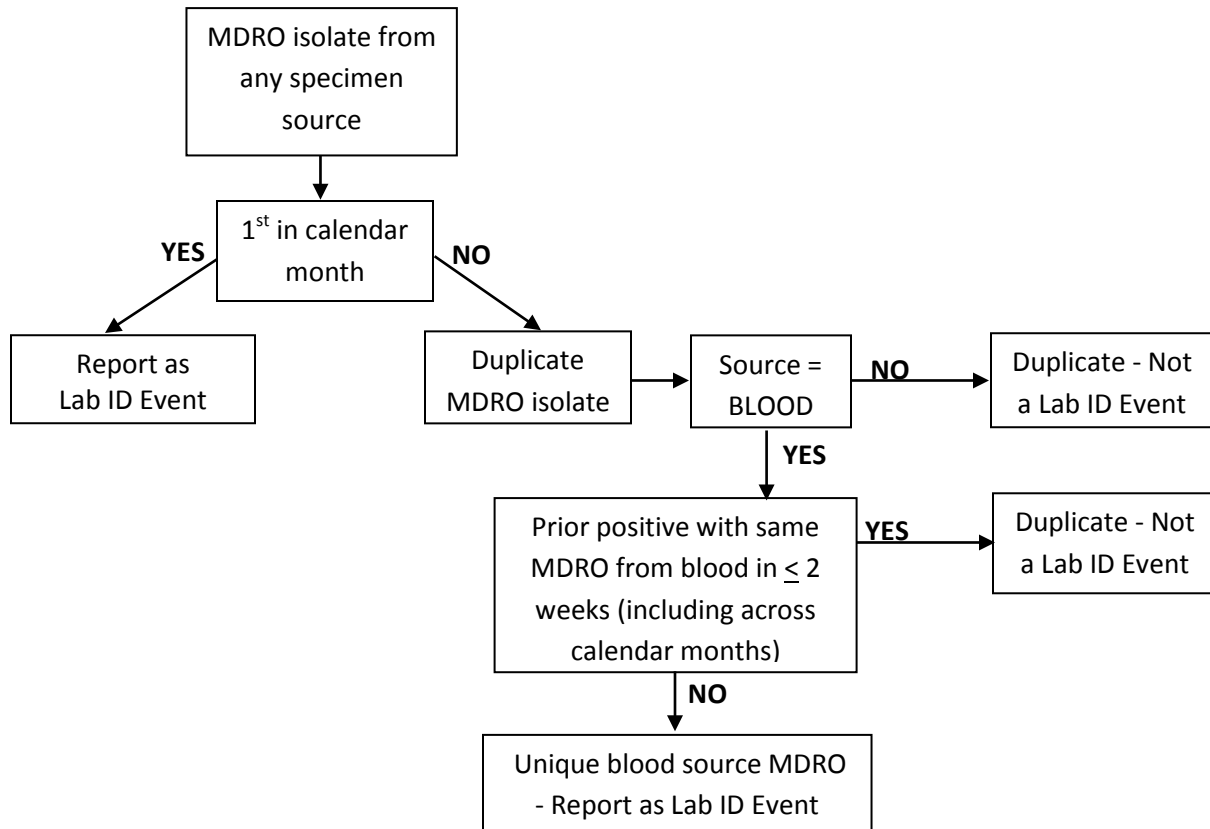 MDRO isolate from
any specimen
source
1st in calendar
month
YES
NO
Report as
Lab ID Event
Duplicate
MDRO isolate
Source =
BLOOD
NO
Duplicate - Not
a Lab ID Event
YES
Prior positive with same
MDRO from blood in ≤ 2
weeks (including across
calendar months)
YES
Duplicate - Not
a Lab ID Event
NO
Unique blood source MDRO
- Report as Lab ID Event